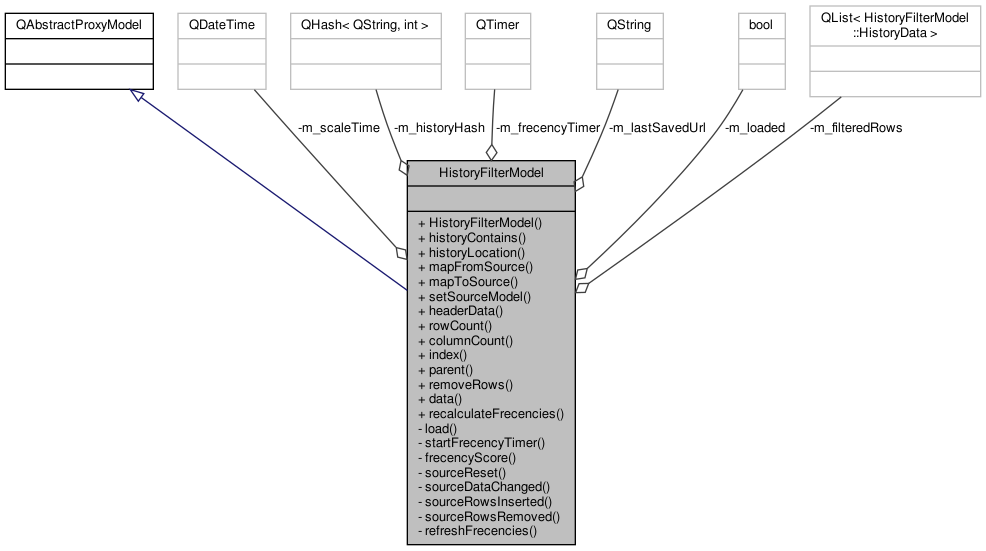 QAbstractProxyModel
QDateTime
QHash< QString, int >
QTimer
QString
bool
QList< HistoryFilterModel
::HistoryData >
-m_scaleTime
-m_historyHash
-m_frecencyTimer
-m_lastSavedUrl
-m_loaded
-m_filteredRows
HistoryFilterModel
+ HistoryFilterModel()
+ historyContains()
+ historyLocation()
+ mapFromSource()
+ mapToSource()
+ setSourceModel()
+ headerData()
+ rowCount()
+ columnCount()
+ index()
+ parent()
+ removeRows()
+ data()
+ recalculateFrecencies()
- load()
- startFrecencyTimer()
- frecencyScore()
- sourceReset()
- sourceDataChanged()
- sourceRowsInserted()
- sourceRowsRemoved()
- refreshFrecencies()